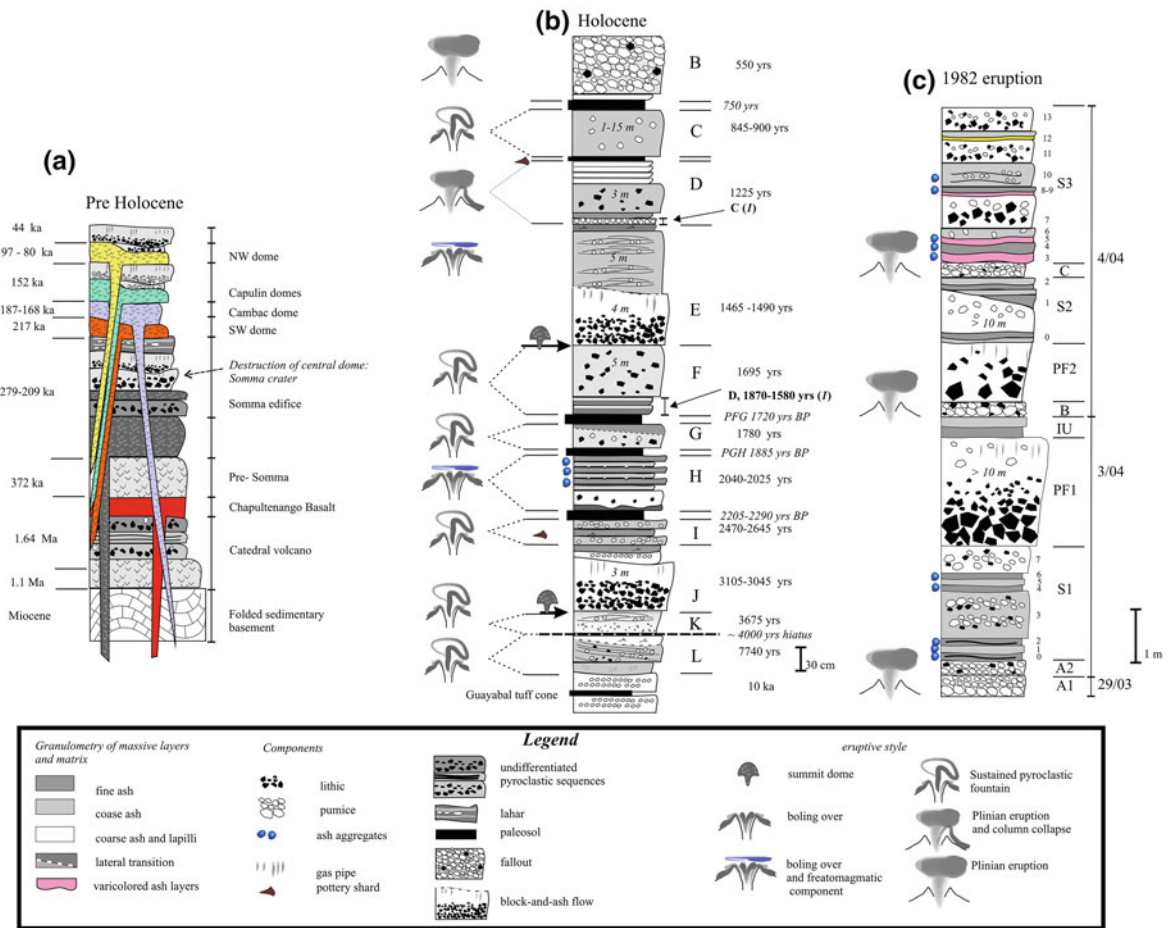 (a)
Pre Holocene
44 ka
97 - 80 ka
152 ka
187-168 ka
217 ka
279-209 ka
372 ka
1.64 Ma
1.1 Ma
Miocene
NW dome
Capulin domes
Cambac dome
SW dome
Destruction of central dome:
Somma crater
Somma edifice
Pre- Somma
Chapultenango Basalt
Catedral volcano
Folded sedimentary
basement
(b) Holocene
B 550 yrs
750 yrs
1-15 m C 845-900 yrs
3 m D 1225 yrs
C (1)
5 m
4 m E 1465 -1490 yrs
5 m F 1695 yrs
D, 1870-1580 yrs (1)
PFG 1720 yrs BP
G 1780 yrs
PGH 1885 yrs BP
H 2040-2025 yrs
2205-2290 yrs BP
I 2470-2645 yrs
3 m J 3105-3045 yrs
K 3675 yrs
~ 4000 yrs hiatus
L 7740 yrs
30 cm
10 ka
Guayabal tuff cone
(c) 1982 eruption
13
12
11
10
8-9
7
6
5
4
3
S3
C
2
1
0
> 10 m
S2
PF2
B
IU
> 10 m
PF1
7
6
5
4
3
2
1
0
S1
A2
A1
4/04
3/04
29/03
1 m
Legend
Granulometry of massive layers
and matrix
fine ash
coase ash
coarse ash and lapilli
lateral transition
varicolored ash layers
Components
lithic
pumice
ash aggregates
gas pipe
pottery shard
undifferentiated
pyroclastic sequences
lahar
paleosol
fallout
block-and-ash flow
eruptive style
summit dome
boling over
boling over
and freatomagmatic
component
Sustained pyroclastic
fountain
Plinian eruption
and column collapse
Plinian eruption